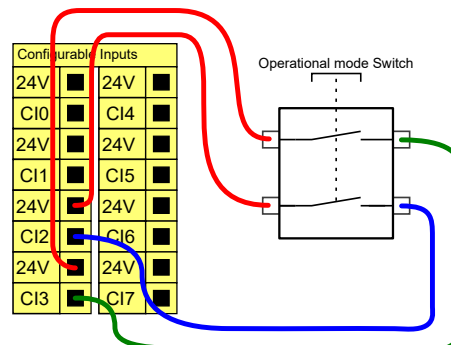 Configurable Inputs
Operational mode Switch
24V 24V
CI0 CI4
24V 24V
CI1 CI5
24V 24V
CI2 CI6
24V 24V
CI3 CI7